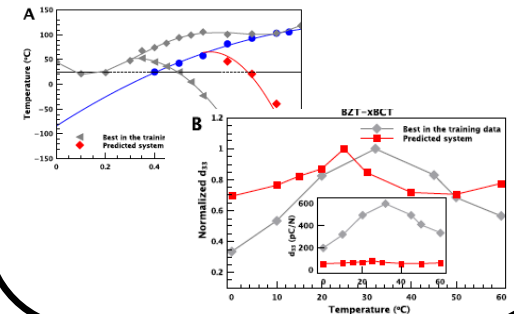 A
150
100
50
0
−50
−100
−150
Temperature (°C)
0
0.2
0.4
Best in the trainin
Predicted system
B
BZT-xBCT
1.2
1
0.8
0.6
0.4
0.2
Normalized d₃₃
Best in the training data
Predicted system
600
400
200
0
d₃₃ (pC/N)
0 20 40 60
0 10 20 30 40 50 60
Temperature (°C)